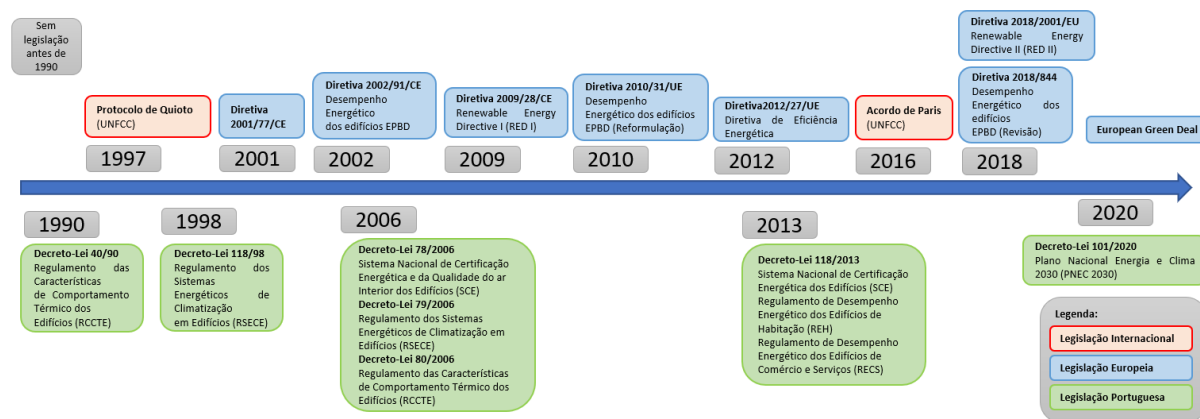 Sem
legislação
antes de
1990
Protocolo de Quioto
(UNFCC)
1997
Diretiva
2001/77/CE
2001
Diretiva 2002/91/CE
Desempenho
Energético
dos edifícios EPBD
2002
Diretiva 2009/28/CE
Renewable Energy
Directive I (RED I)
2009
Diretiva 2010/31/UE
Desempenho
Energético dos edifícios
EPBD (Reformulação)
2010
Diretiva2012/27/UE
Diretiva de Eficiência
Energética
2012
Acordo de Paris
(UNFCC)
2016
Diretiva 2018/2001/EU
Renewable Energy
Directive II (RED II)
Diretiva 2018/844
Desempenho
Energético dos
edifícios
EPBD (Revisão)
2018
European Green Deal
1990
Decreto-Lei 40/90
Regulamento das
Características
de Comportamento
Térmico dos
Edifícios (RCCTE)
1998
Decreto-Lei 118/98
Regulamento dos
Sistemas
Energéticos de
Climatização
em Edifícios (RSECE)
2006
Decreto-Lei 78/2006
Sistema Nacional de Certificação
Energética e da Qualidade do ar
Interior dos Edifícios (SCE)
Decreto-Lei 79/2006
Regulamento dos Sistemas
Energéticos de Climatização em
Edifícios (RSECE)
Decreto-Lei 80/2006
Regulamento das Características
de Comportamento Térmico dos
Edifícios (RCCTE)
2013
Decreto-Lei 118/2013
Sistema Nacional de Certificação
Energética dos Edifícios (SCE)
Regulamento de Desempenho
Energético dos Edifícios de
Habitação (REH)
Regulamento de Desempenho
Energético dos Edifícios de
Comércio e Serviços (RECS)
2020
Decreto-Lei 101/2020
Plano Nacional Energia e Clima
2030 (PNEC 2030)
Legenda:
Legislação Internacional
Legislação Europeia
Legislação Portuguesa